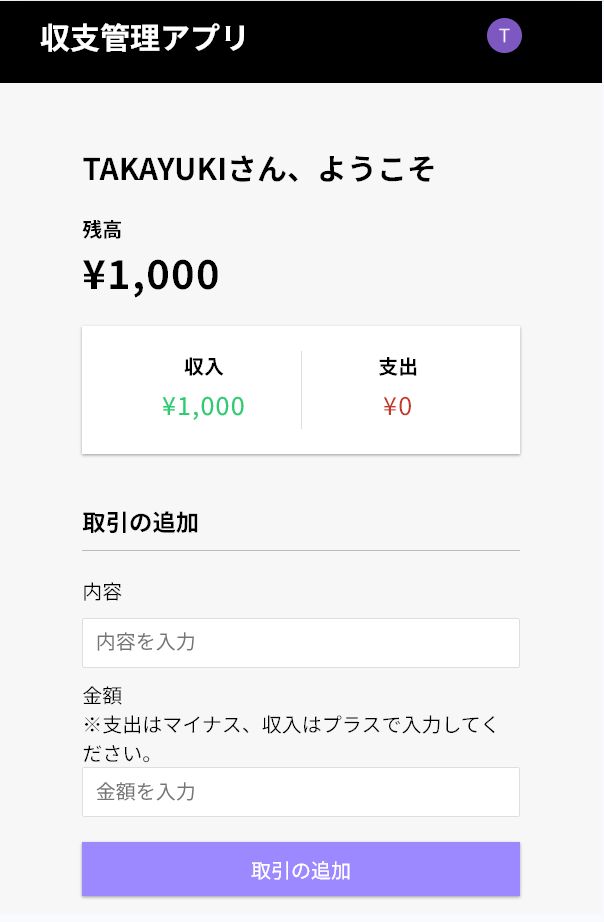 収支管理アプリ
T
TAKAYUKIさん、ようこそ
残高
¥1,000
収入
支出
¥1,000
¥0
取引の追加
内容
内容を入力
金額
※支出はマイナス、収入はプラスで入力してく
ださい。
金額を入力
取引の追加